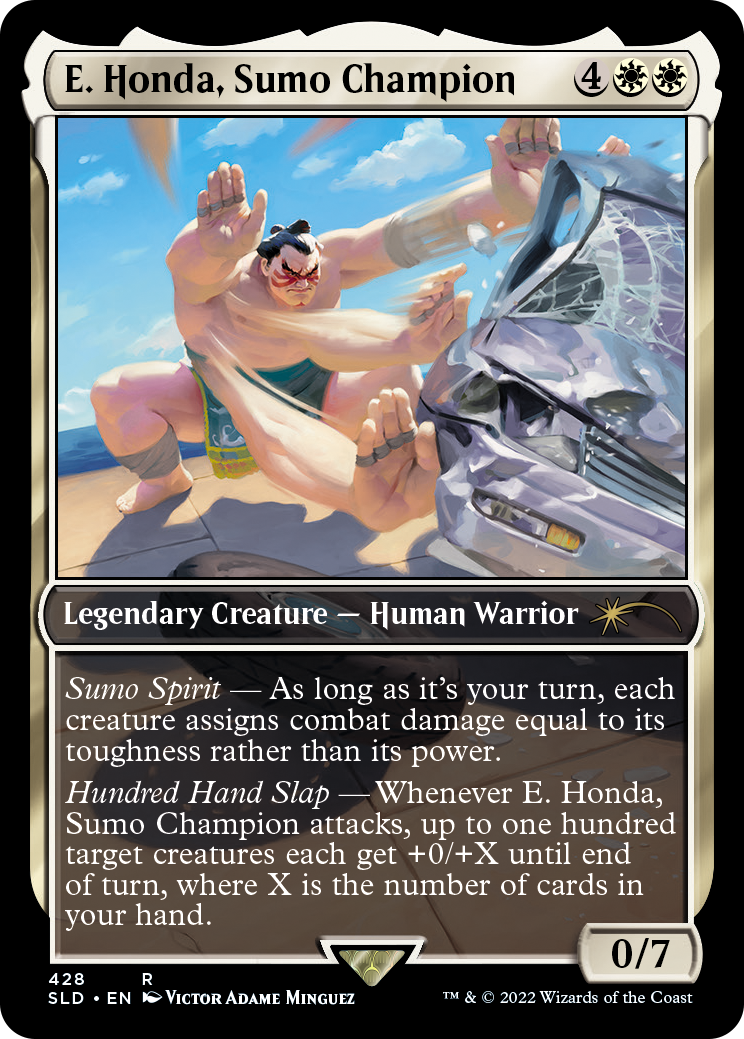 E. Honda, Sumo Champion 4
Legendary Creature — Human Warrior
Sumo Spirit — As long as it's your turn, each
creature assigns combat damage equal to its
toughness rather than its power.
Hundred Hand Slap — Whenever E. Honda,
Sumo Champion attacks, up to one hundred
target creatures each get +0/+X until end
of turn, where X is the number of cards in
your hand.
0/7
428 R
SLD • EN Victor Adame Minguez
™ & © 2022 Wizards of the Coast